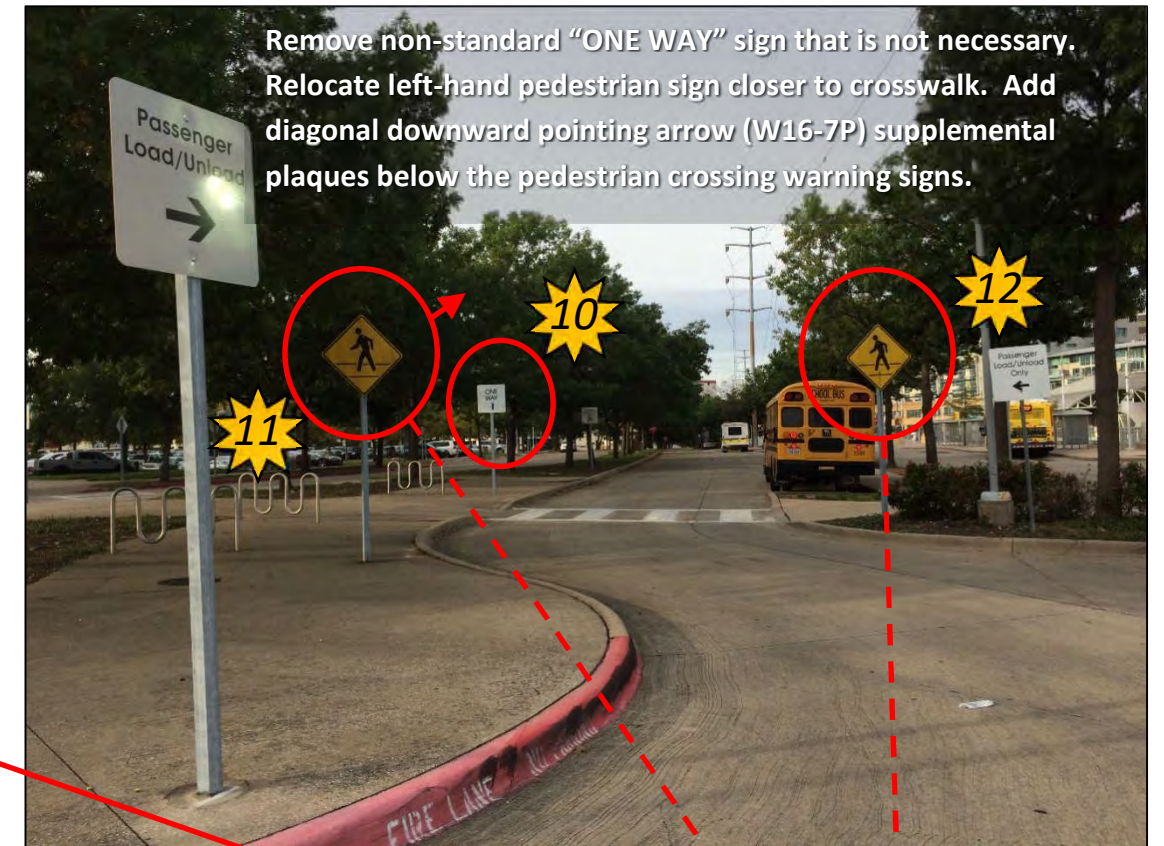 Remove non-standard “ONE WAY” sign that is not necessary.
Relocate left-hand pedestrian sign closer to crosswalk. Add
diagonal downward pointing arrow (W16-7P) supplemental
plaques below the pedestrian crossing warning signs.
Passenger
Load/Unload
→
10
12
11
ONE
WAY
Passenger
Load/Unload
Only
←
SCHOOL BUS
FIRE LANE NO PARKING